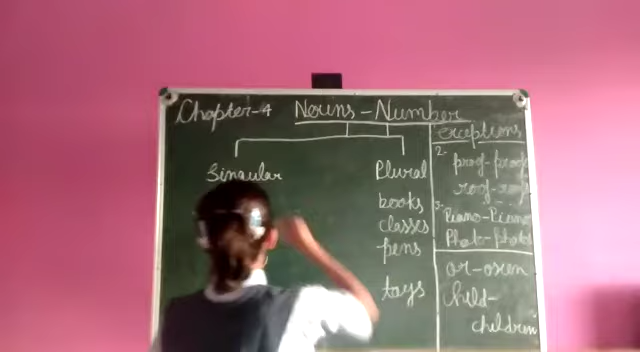 Chapter-4 Nouns-Number
Singular
Plural
books
classes
pens
toys
exceptions
2-
proof-proofs
roof-roofs
3-
Piano-Pianos
Photo-photos
ox-oxen
Child-
children